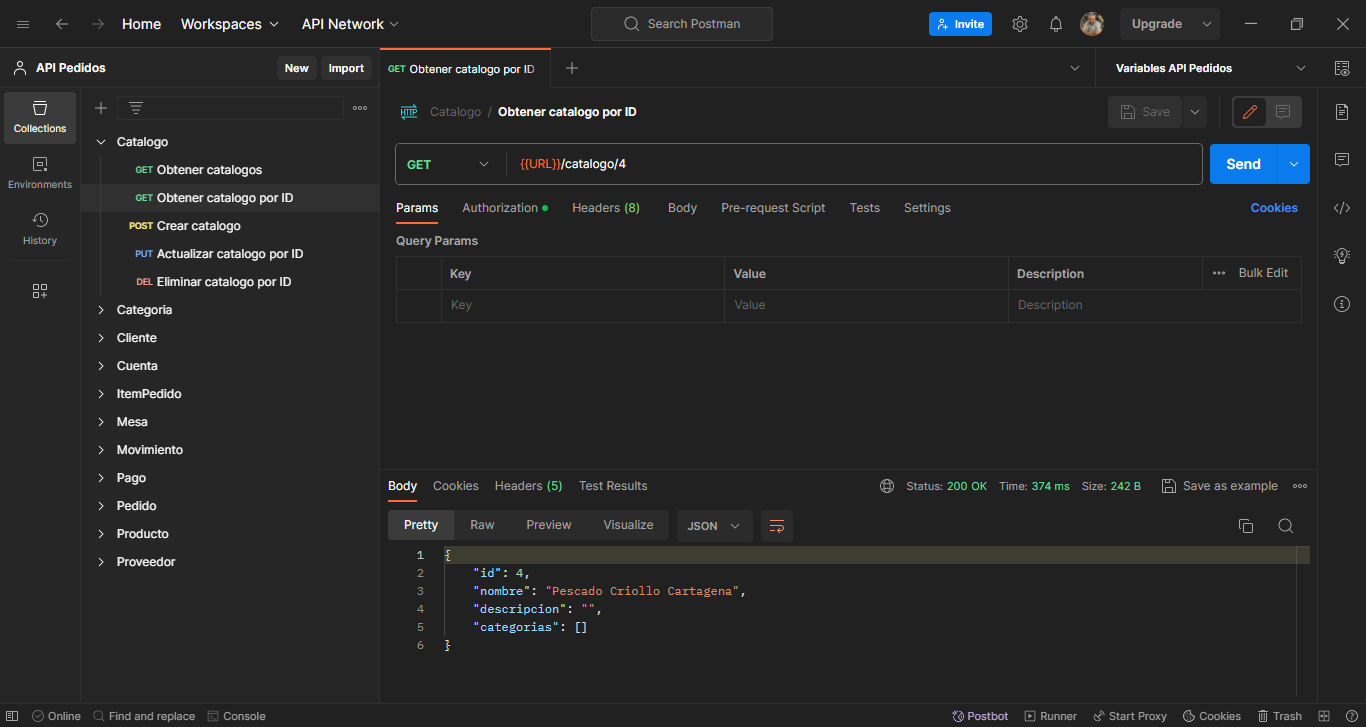 Home Workspaces API Network Search Postman Invite Upgrade
API Pedidos New Import GET Obtener catalogo por ID Variables API Pedidos
Collections
Environments
History
Catalogo
GET Obtener catalogos
GET Obtener catalogo por ID
POST Crear catalogo
PUT Actualizar catalogo por ID
DEL Eliminar catalogo por ID
Categoria
Cliente
Cuenta
ItemPedido
Mesa
Movimiento
Pago
Pedido
Producto
Proveedor
HTTP Catalogo / Obtener catalogo por ID Save
GET {{URL}}/catalogo/4 Send
Params Authorization Headers (8) Body Pre-request Script Tests Settings Cookies
Query Params
Key Value Description Bulk Edit
Key Value Description
Body Cookies Headers (5) Test Results Status: 200 OK Time: 374 ms Size: 242 B Save as example
Pretty Raw Preview Visualize JSON
1 {
2 "id": 4,
3 "nombre": "Pescado Criollo Cartagena",
4 "descripcion": "",
5 "categorias": []
6 }
Online Find and replace Console Postbot Runner Start Proxy Cookies Trash